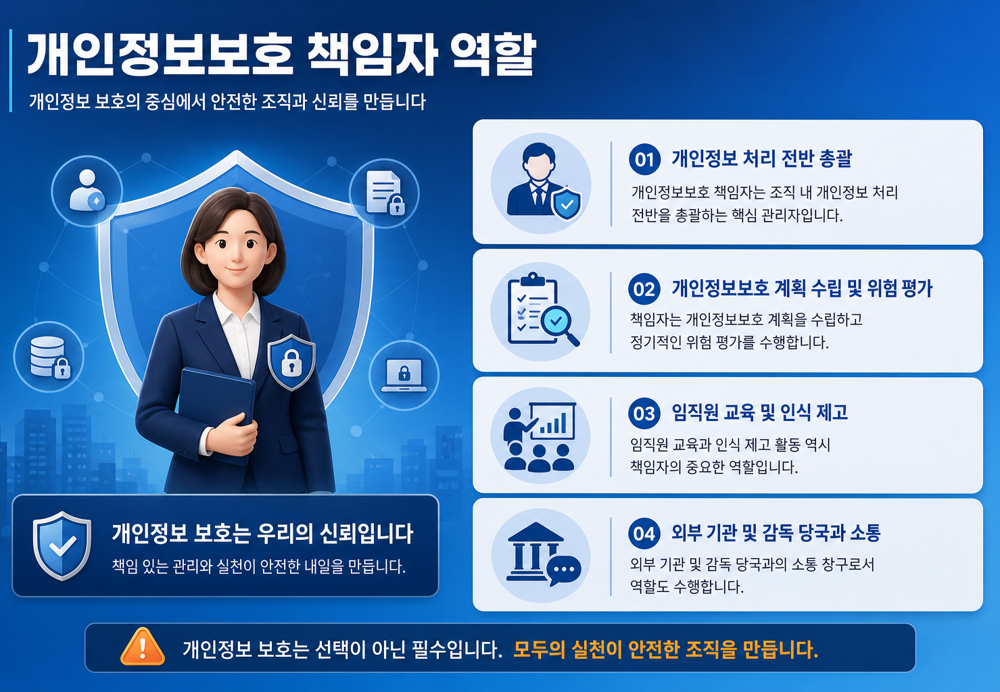 개인정보보호 책임자 역할
개인정보 보호의 중심에서 안전한 조직과 신뢰를 만듭니다
01 개인정보 처리 전반 총괄
개인정보보호 책임자는 조직 내 개인정보 처리
전반을 총괄하는 핵심 관리자입니다.
02 개인정보보호 계획 수립 및 위험 평가
책임자는 개인정보보호 계획을 수립하고
정기적인 위험 평가를 수행합니다.
03 임직원 교육 및 인식 제고
임직원 교육과 인식 제고 활동 역시
책임자의 중요한 역할입니다.
04 외부 기관 및 감독 당국과 소통
외부 기관 및 감독 당국과의 소통 창구로서
역할도 수행합니다.
개인정보 보호는 우리의 신뢰입니다
책임 있는 관리와 실천이 안전한 내일을 만듭니다.
개인정보 보호는 선택이 아닌 필수입니다. 모두의 실천이 안전한 조직을 만듭니다.